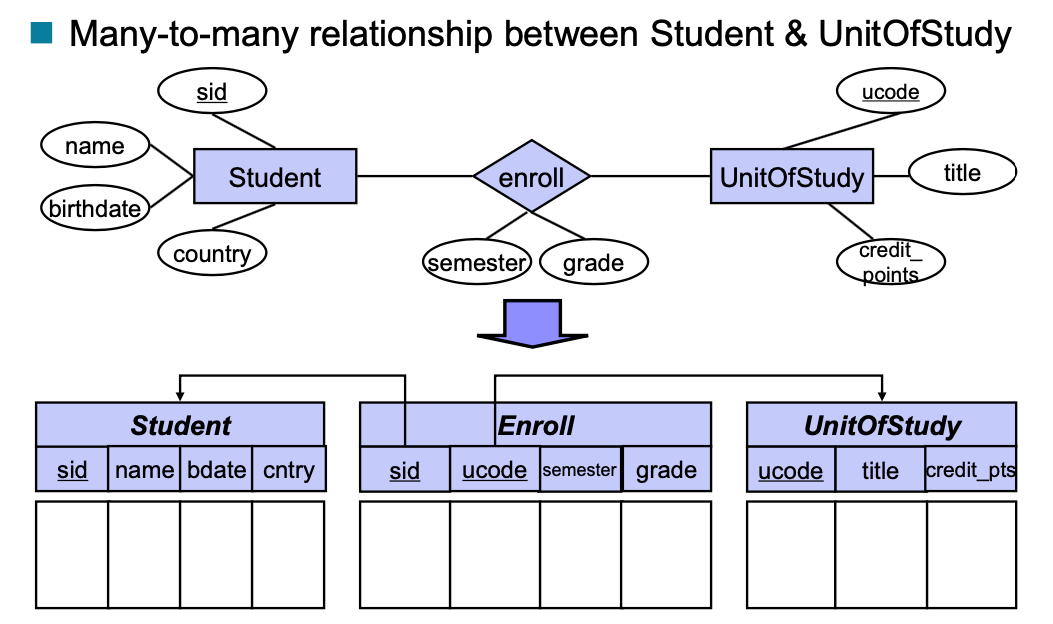 Many-to-many relationship between Student & UnitOfStudy
sid
ucode
name
Student
enroll
UnitOfStudy
title
birthdate
country
semester
grade
credit_
points
Student
Enroll
UnitOfStudy
sid name bdate cntry
sid ucode semester grade
ucode title credit_pts